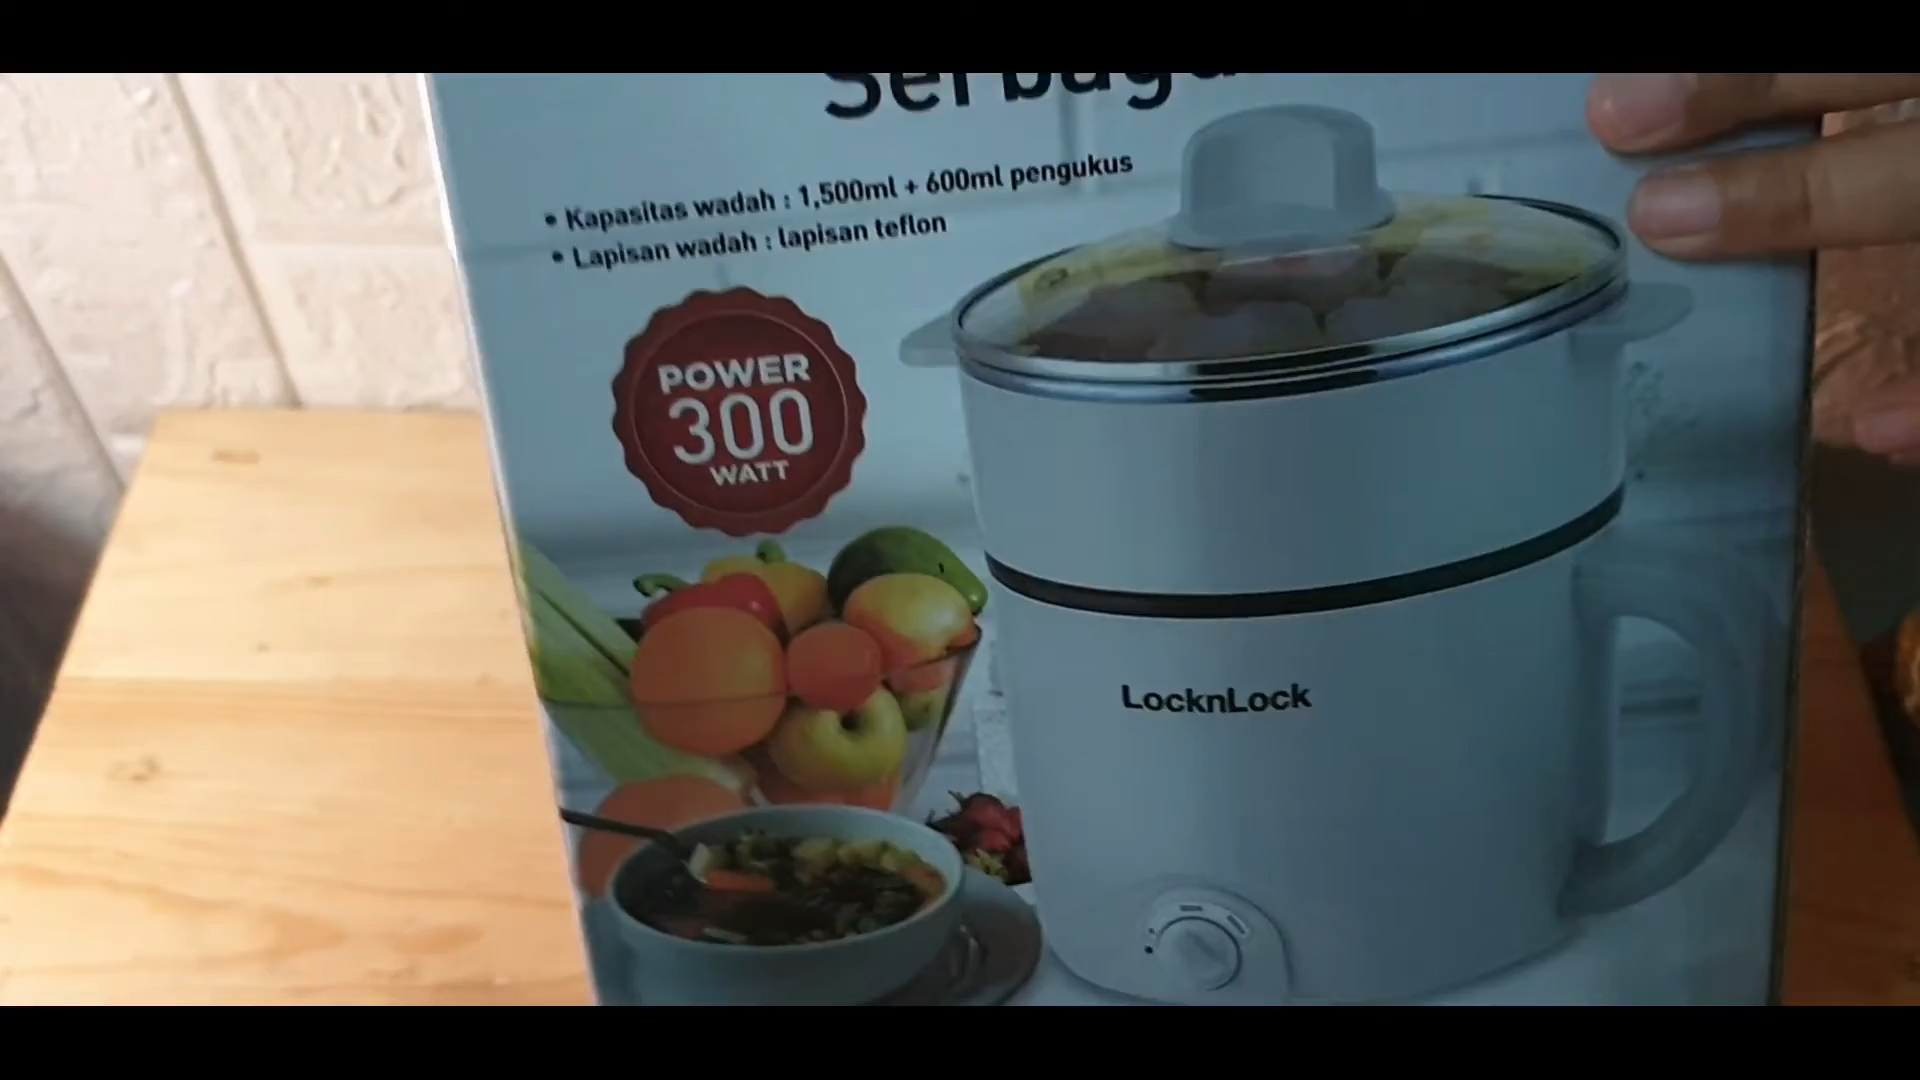 • Kapasitas wadah : 1,500ml + 600ml pengukus
• Lapisan wadah : lapisan teflon
POWER
300
WATT
LocknLock